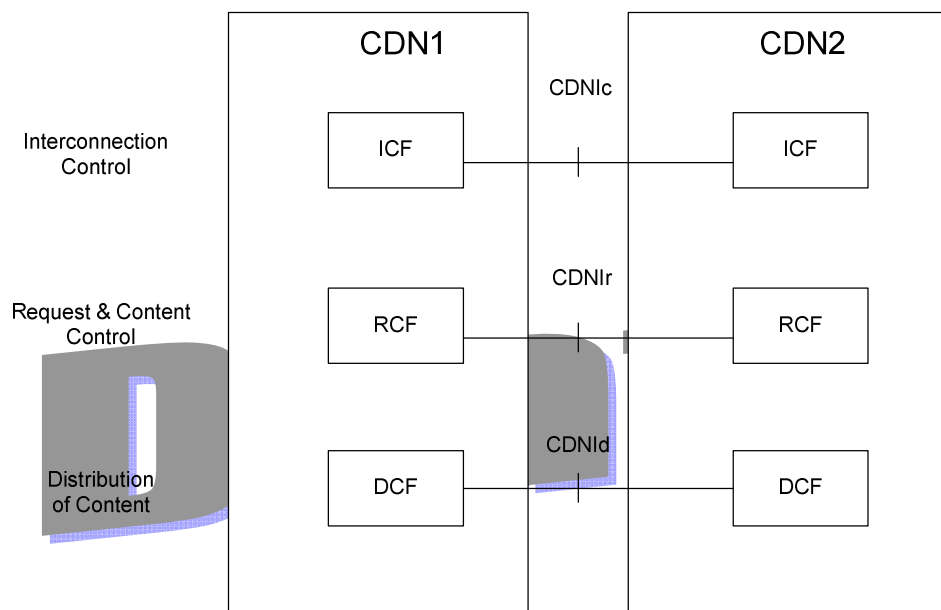 CDN1
CDN2
CDNIc
Interconnection
Control
ICF
ICF
CDNIr
Request & Content
Control
RCF
RCF
CDNId
Distribution
of Content
DCF
DCF